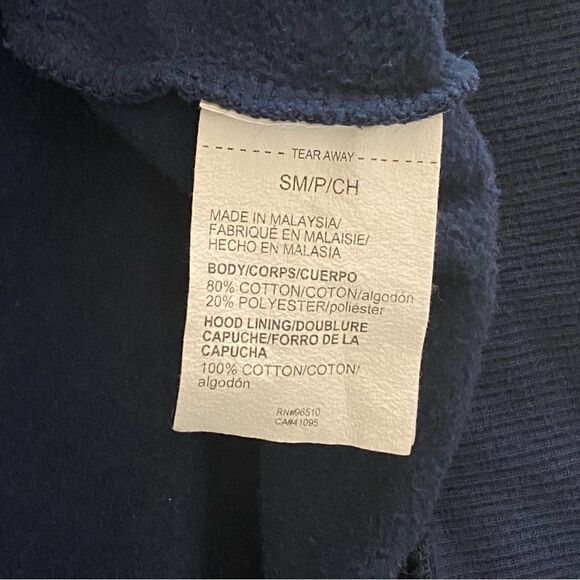 TEAR AWAY
SM/P/CH
MADE IN MALAYSIA/
FABRIQUÉ EN MALAISIE/
HECHO EN MALASIA
BODY/CORPS/CUERPO
80% COTTON/COTON/algodón
20% POLYESTER/poliéster
HOOD LINING/DOUBLURE
CAPUCHE/FORRO DE LA
CAPUCHA
100% COTTON/COTON/
algodón
RN#96510
CA#41095